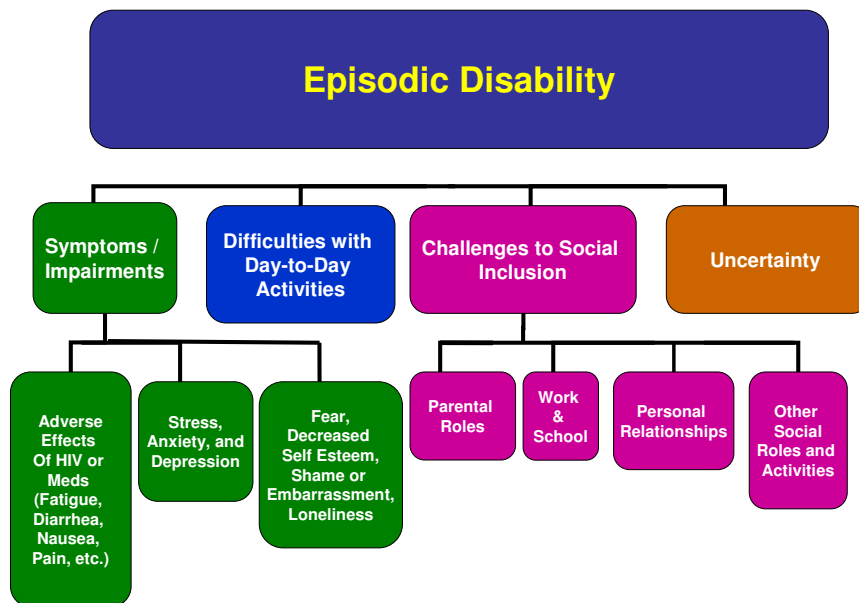 Episodic Disability
Symptoms /
Impairments
Difficulties with
Day-to-Day
Activities
Challenges to Social
Inclusion
Uncertainty
Adverse
Effects
Of HIV or
Meds
(Fatigue,
Diarrhea,
Nausea,
Pain, etc.)
Stress,
Anxiety, and
Depression
Fear,
Decreased
Self Esteem,
Shame or
Embarrassment,
Loneliness
Parental
Roles
Work
&
School
Personal
Relationships
Other
Social
Roles and
Activities